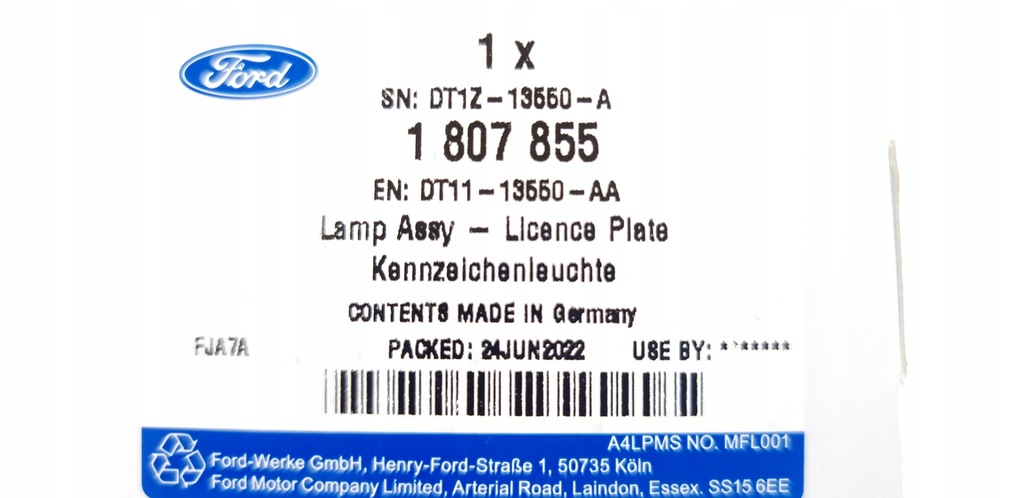 Ford
1 x
SN: DT1Z-13550-A
1 807 855
EN: DT11-13550-AA
Lamp Assy - Licence Plate
Kennzeichenleuchte
CONTENTS MADE IN Germany
FJA7A PACKED: 24JUN2022 USE BY: ********
A4LPMS NO. MFL001
Ford-Werke GmbH, Henry-Ford-Straße 1, 50735 Köln
Ford Motor Company Limited, Arterial Road, Laindon, Essex. SS15 6EE